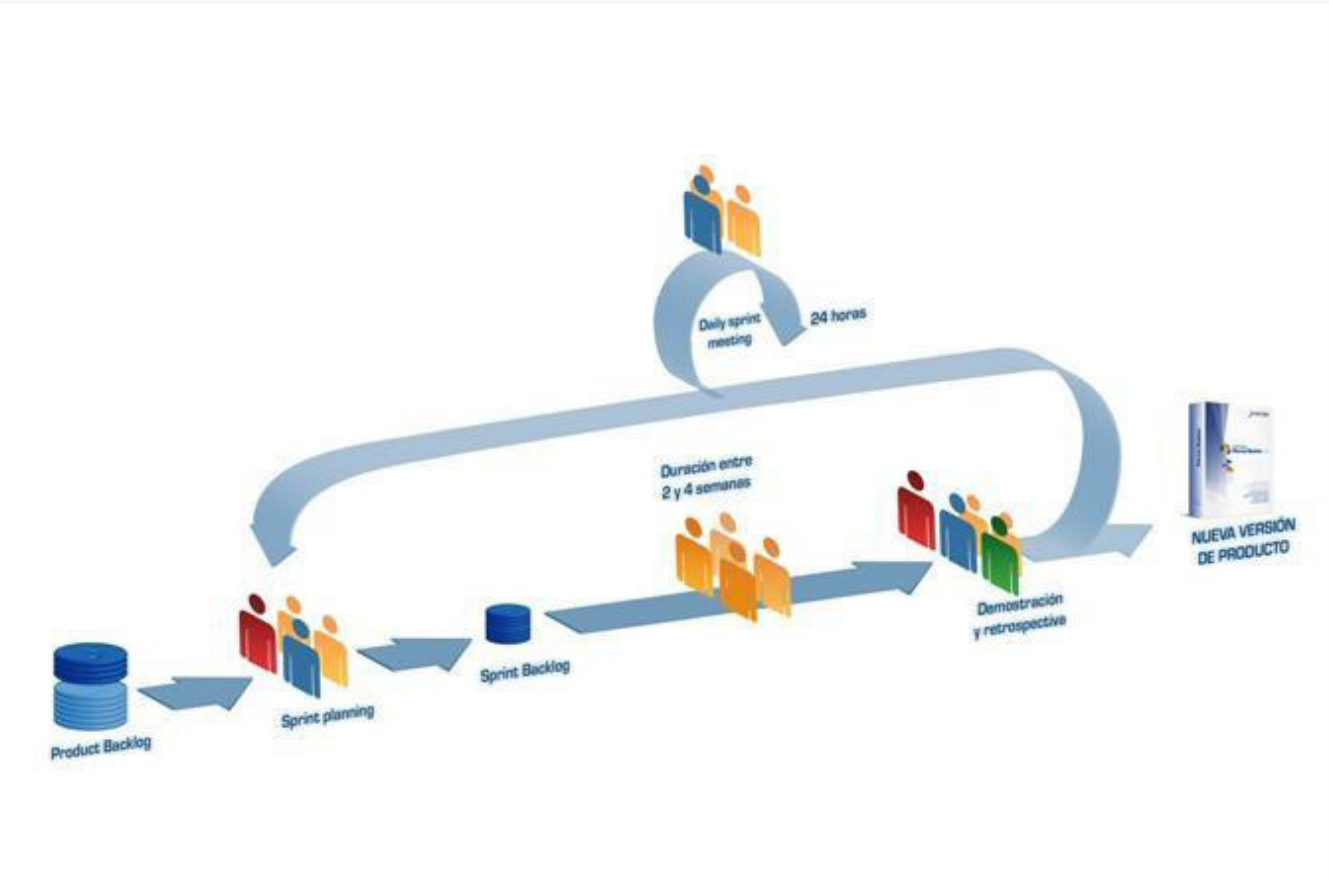 Daily sprint
meeting
24 horas
Duración entre
2 y 4 semanas
NUEVA VERSIÓN
DE PRODUCTO
Demostración
y retrospectiva
Sprint Backlog
Sprint planning
Product Backlog